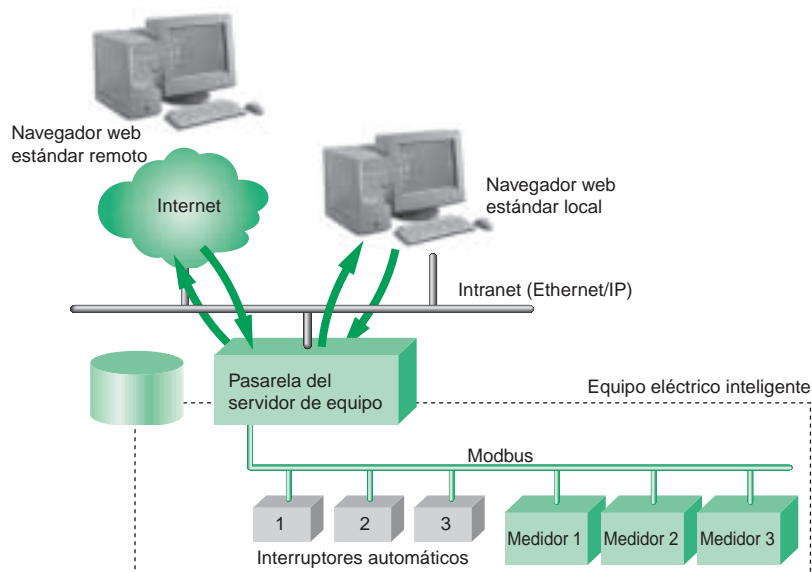 Navegador web
estándar remoto
Internet
Navegador web
estándar local
Intranet (Ethernet/IP)
Pasarela del
servidor de equipo
Equipo eléctrico inteligente
Modbus
1
2
3
Medidor 1
Medidor 2
Medidor 3
Interruptores automáticos